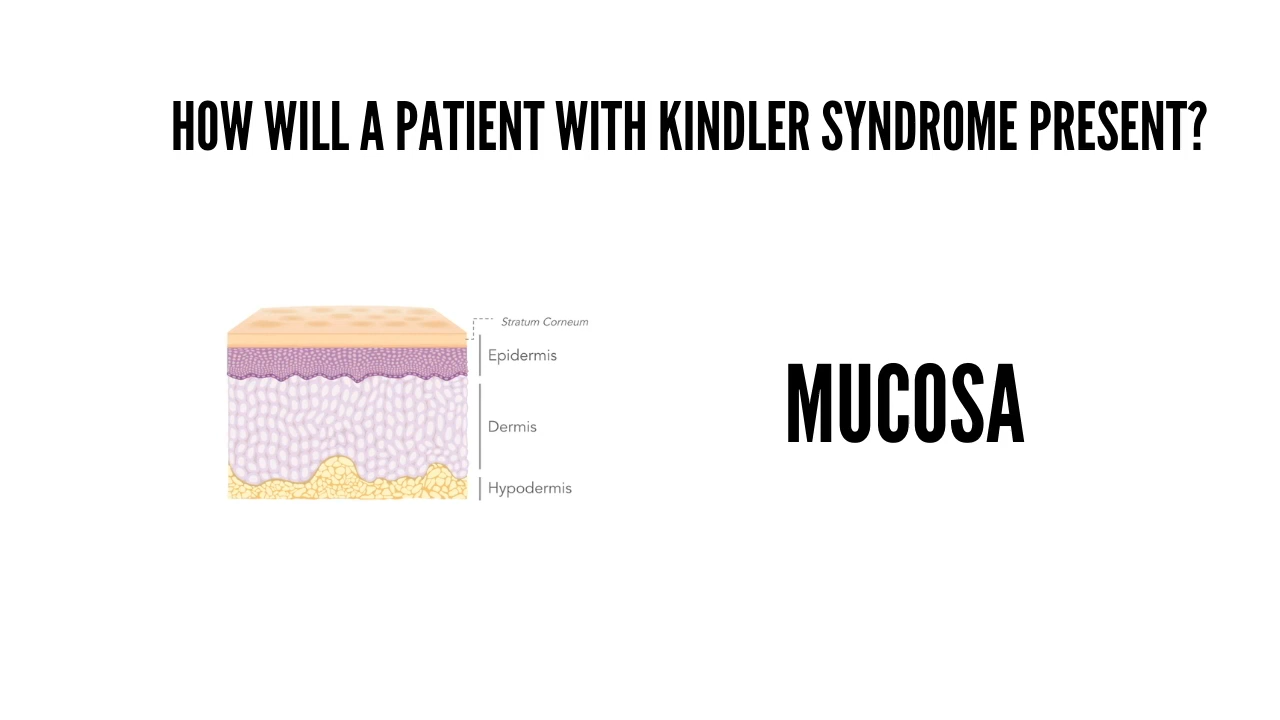 HOW WILL A PATIENT WITH KINDLER SYNDROME PRESENT?
Stratum Corneum
Epidermis
Dermis
Hypodermis
MUCOSA